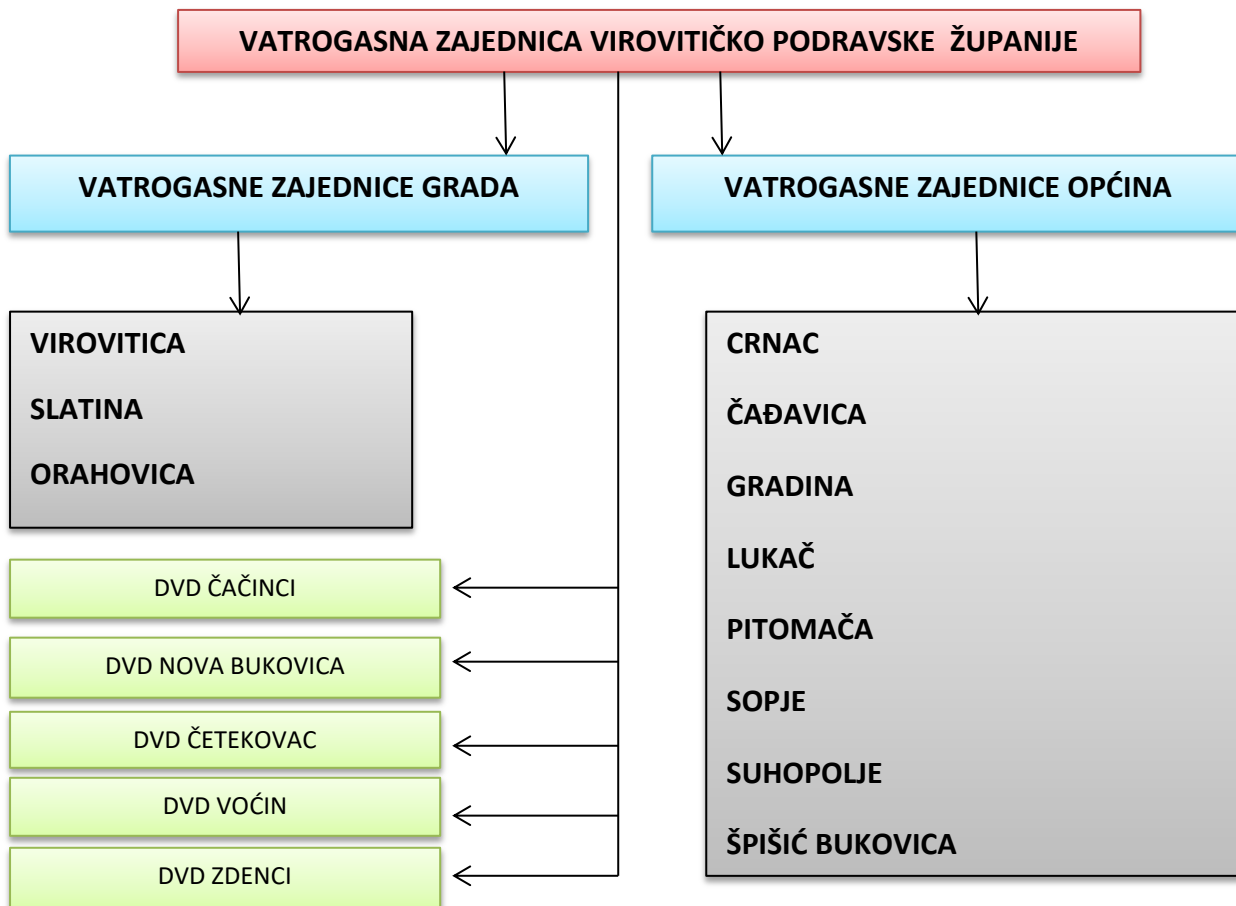 VATROGASNA ZAJEDNICA VIROVITIČKO PODRAVSKE ŽUPANIJE
VATROGASNE ZAJEDNICE GRADA
VATROGASNE ZAJEDNICE OPĆINA
VIROVITICA
SLATINA
ORAHOVICA
CRNAC
ČAĐAVICA
GRADINA
LUKAČ
PITOMAČA
SOPJE
SUHOPOLJE
ŠPIŠIĆ BUKOVICA
DVD ČAČINCI
DVD NOVA BUKOVICA
DVD ČETEKOVAC
DVD VOĆIN
DVD ZDENCI